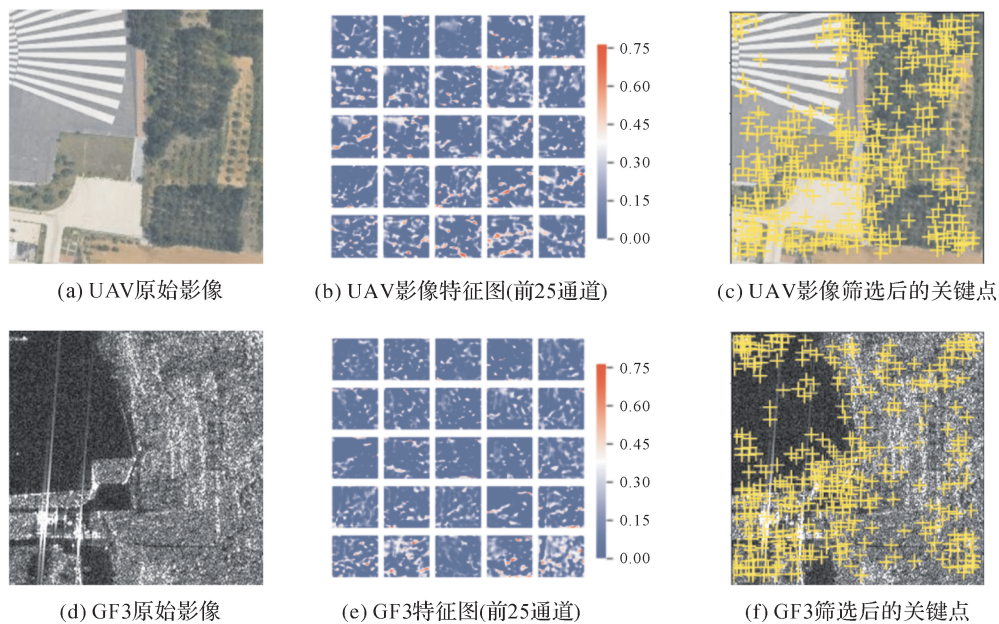 0.75
0.60
0.45
0.30
0.15
0.00
(a) UAV原始影像
(b) UAV影像特征图(前25通道)
(c) UAV影像筛选后的关键点
0.75
0.60
0.45
0.30
0.15
0.00
(d) GF3原始影像
(e) GF3特征图(前25通道)
(f) GF3筛选后的关键点